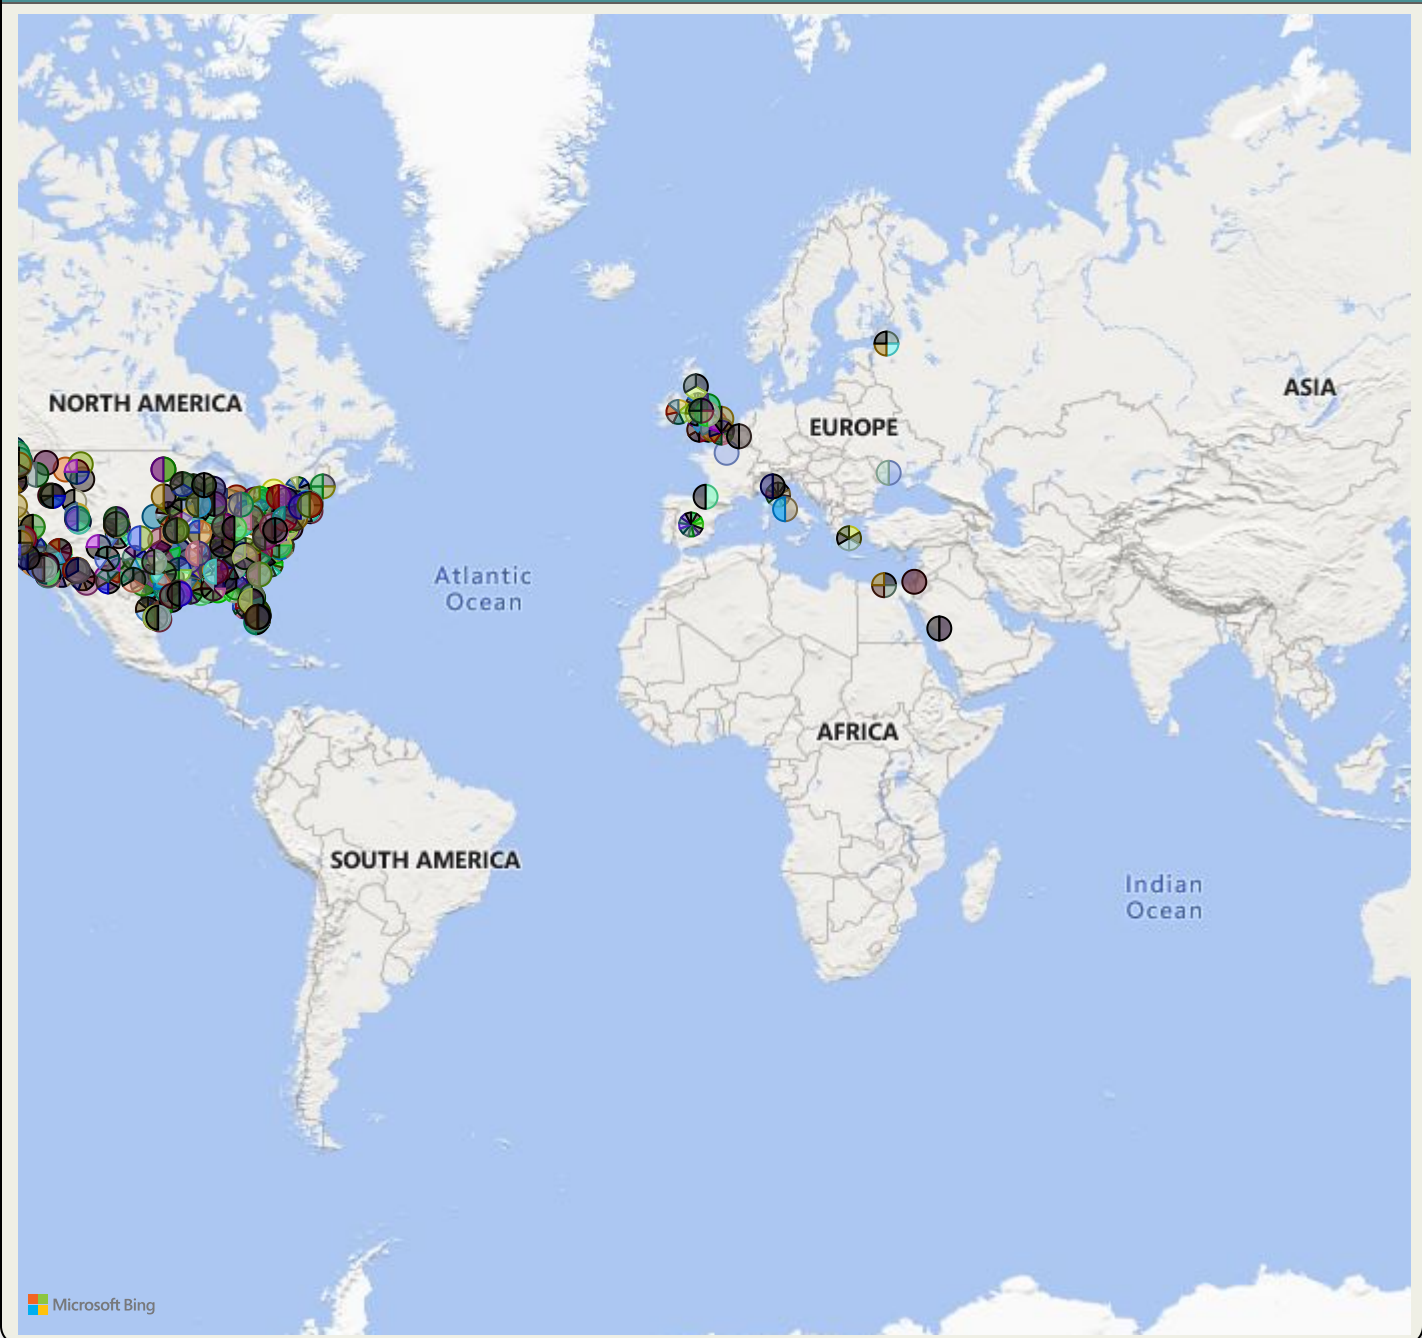 NORTH AMERICA
ASIA
EUROPE
Atlantic
Ocean
AFRICA
SOUTH AMERICA
Indian
Ocean
Microsoft Bing